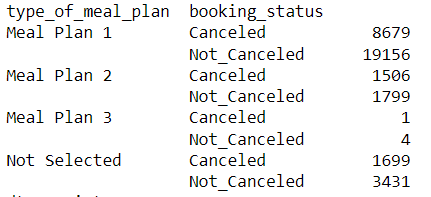 type_of_meal_plan  booking_status
Meal Plan 1        Canceled           8679
                   Not_Canceled      19156
Meal Plan 2        Canceled           1506
                   Not_Canceled       1799
Meal Plan 3        Canceled              1
                   Not_Canceled          4
Not Selected       Canceled           1699
                   Not_Canceled       3431